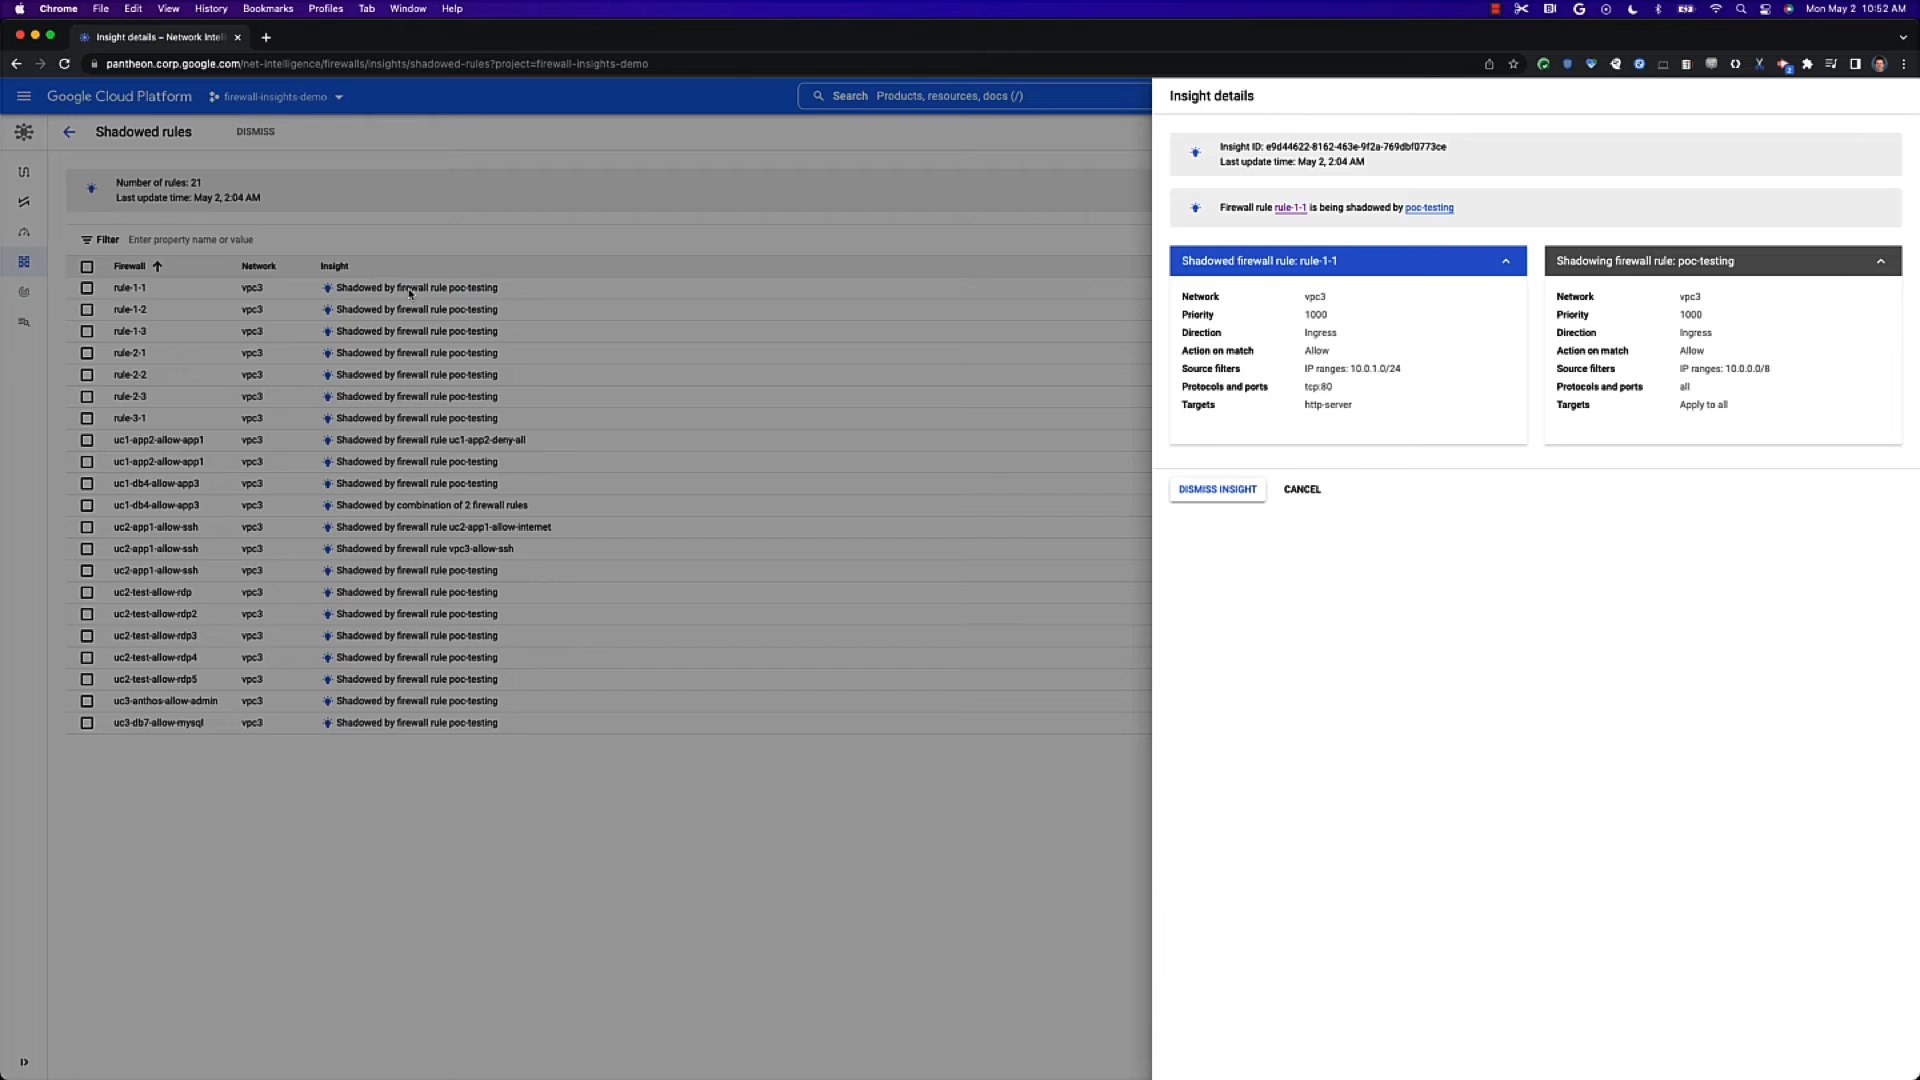 Chrome File Edit View History Bookmarks Profiles Tab Window Help
Mon May 2 10:52 AM
Insight details – Network Intel
pantheon.corp.google.com/net-intelligence/firewalls/insights/shadowed-rules?project=firewall-insights-demo
Google Cloud Platform firewall-insights-demo Search Products, resources, docs (/)
Shadowed rules DISMISS
Number of rules: 21
Last update time: May 2, 2:04 AM
Filter Enter property name or value
Firewall Network Insight
rule-1-1 vpc3 Shadowed by firewall rule poc-testing
rule-1-2 vpc3 Shadowed by firewall rule poc-testing
rule-1-3 vpc3 Shadowed by firewall rule poc-testing
rule-2-1 vpc3 Shadowed by firewall rule poc-testing
rule-2-2 vpc3 Shadowed by firewall rule poc-testing
rule-2-3 vpc3 Shadowed by firewall rule poc-testing
rule-3-1 vpc3 Shadowed by firewall rule poc-testing
uc1-app2-allow-app1 vpc3 Shadowed by firewall rule uc1-app2-deny-all
uc1-app2-allow-app1 vpc3 Shadowed by firewall rule poc-testing
uc1-db4-allow-app3 vpc3 Shadowed by firewall rule poc-testing
uc1-db4-allow-app3 vpc3 Shadowed by combination of 2 firewall rules
uc2-app1-allow-ssh vpc3 Shadowed by firewall rule uc2-app1-allow-internet
uc2-app1-allow-ssh vpc3 Shadowed by firewall rule vpc3-allow-ssh
uc2-app1-allow-ssh vpc3 Shadowed by firewall rule poc-testing
uc2-test-allow-rdp vpc3 Shadowed by firewall rule poc-testing
uc2-test-allow-rdp2 vpc3 Shadowed by firewall rule poc-testing
uc2-test-allow-rdp3 vpc3 Shadowed by firewall rule poc-testing
uc2-test-allow-rdp4 vpc3 Shadowed by firewall rule poc-testing
uc2-test-allow-rdp5 vpc3 Shadowed by firewall rule poc-testing
uc3-anthos-allow-admin vpc3 Shadowed by firewall rule poc-testing
uc3-db7-allow-mysql vpc3 Shadowed by firewall rule poc-testing
Insight details
Insight ID: e9d44622-8162-463e-9f2a-769dbf0773ce
Last update time: May 2, 2:04 AM
Firewall rule rule-1-1 is being shadowed by poc-testing
Shadowed firewall rule: rule-1-1
Network vpc3
Priority 1000
Direction Ingress
Action on match Allow
Source filters IP ranges: 10.0.1.0/24
Protocols and ports tcp:80
Targets http-server
Shadowing firewall rule: poc-testing
Network vpc3
Priority 1000
Direction Ingress
Action on match Allow
Source filters IP ranges: 10.0.0.0/8
Protocols and ports all
Targets Apply to all
DISMISS INSIGHT CANCEL